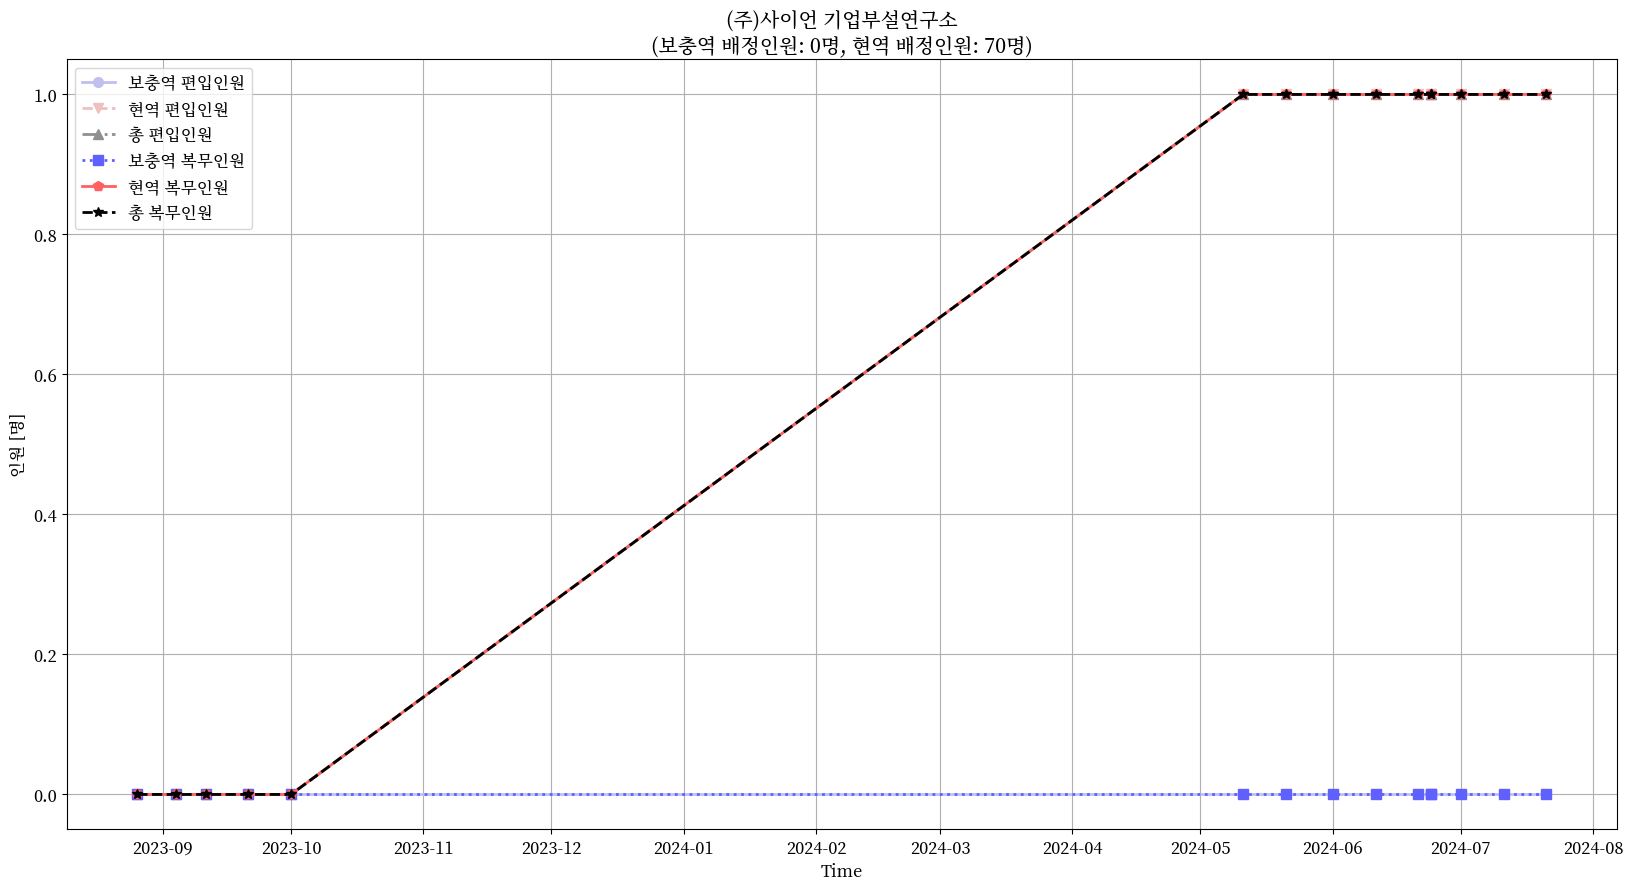 (주)사이언 기업부설연구소
(보충역 배정인원: 0명, 현역 배정인원: 70명)
보충역 편입인원
현역 편입인원
총 편입인원
보충역 복무인원
현역 복무인원
총 복무인원
1.0
0.8
0.6
0.4
0.2
0.0
인원 [명]
2023-09 2023-10 2023-11 2023-12 2024-01 2024-02 2024-03 2024-04 2024-05 2024-06 2024-07 2024-08
Time